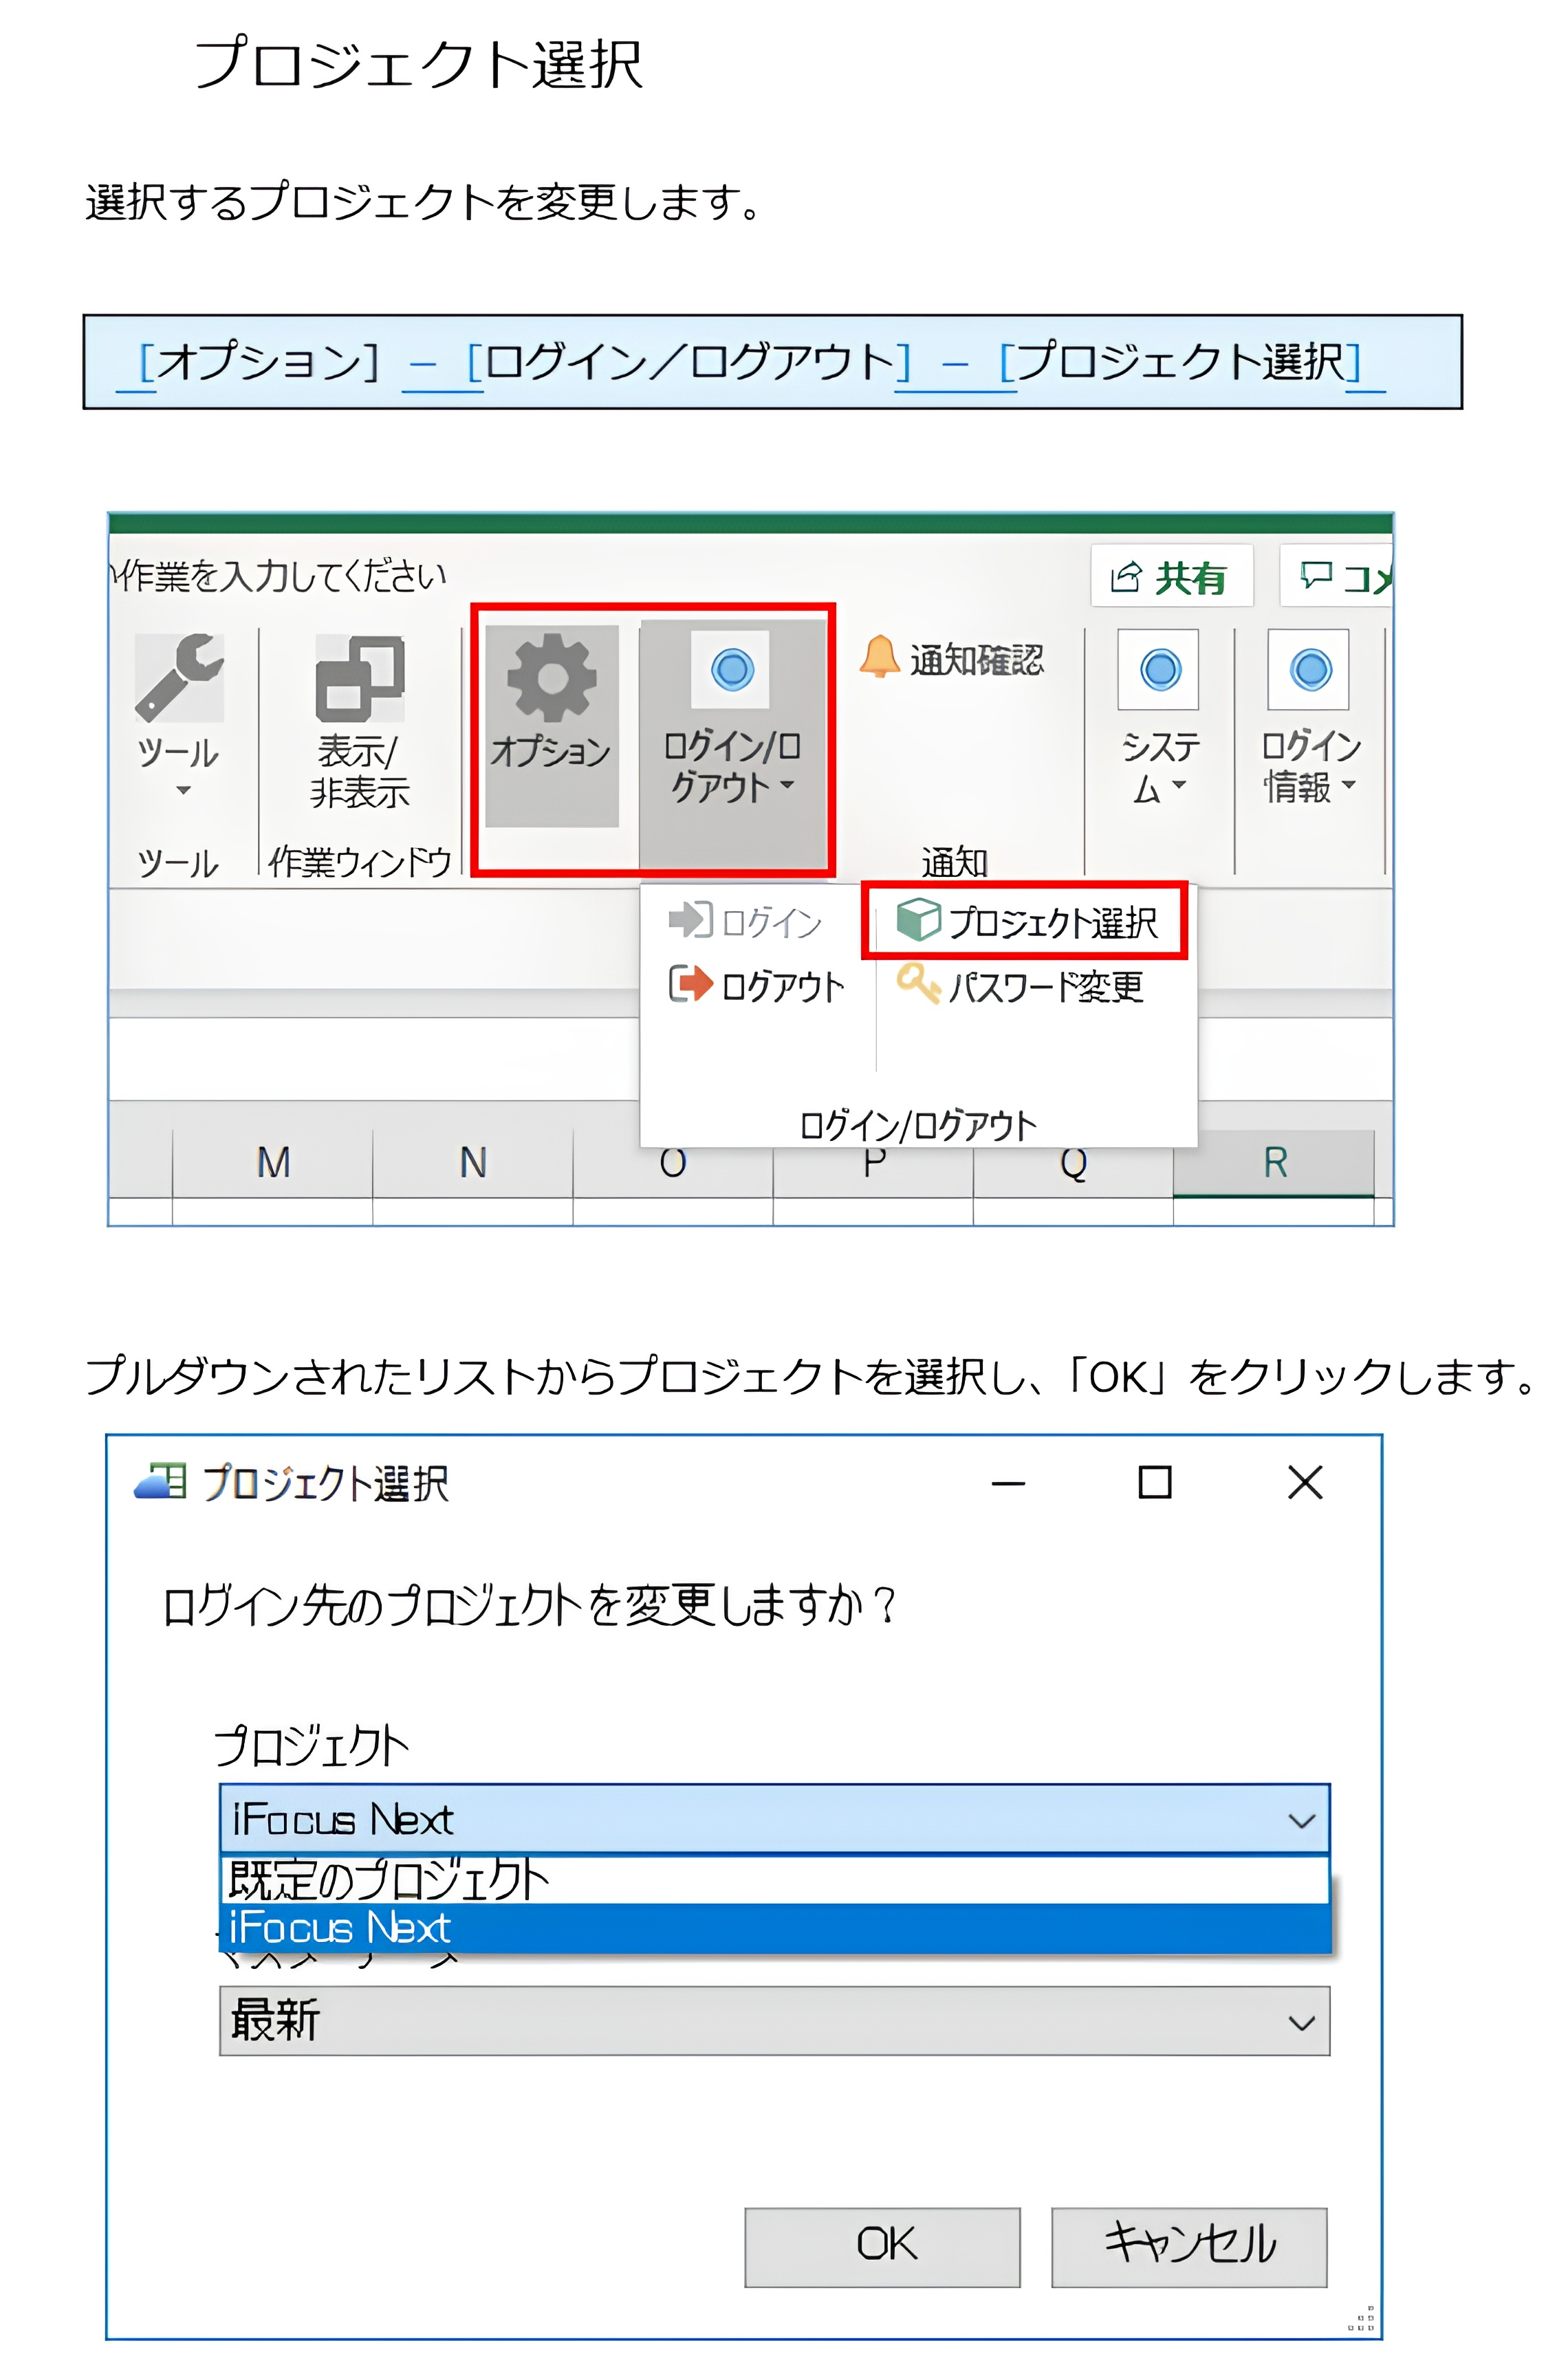 プロジェクト選択
選択するプロジェクトを変更します。
[オプション] － [ログイン／ログアウト] － [プロジェクト選択]
作業を入力してください
共有
コメ
ツール
表示/
非表示
オプション
ログイン/ロ
グアウト
通知確認
システ
ム
ログイン
情報
ツール
作業ウィンドウ
通知
ログイン
プロジェクト選択
ログアウト
パスワード変更
ログイン/ログアウト
M N O P Q R
プルダウンされたリストからプロジェクトを選択し、「OK」をクリックします。
プロジェクト選択
ログイン先のプロジェクトを変更しますか？
プロジェクト
iFocus Next
既定のプロジェクト
iFocus Next
最新
OK キャンセル